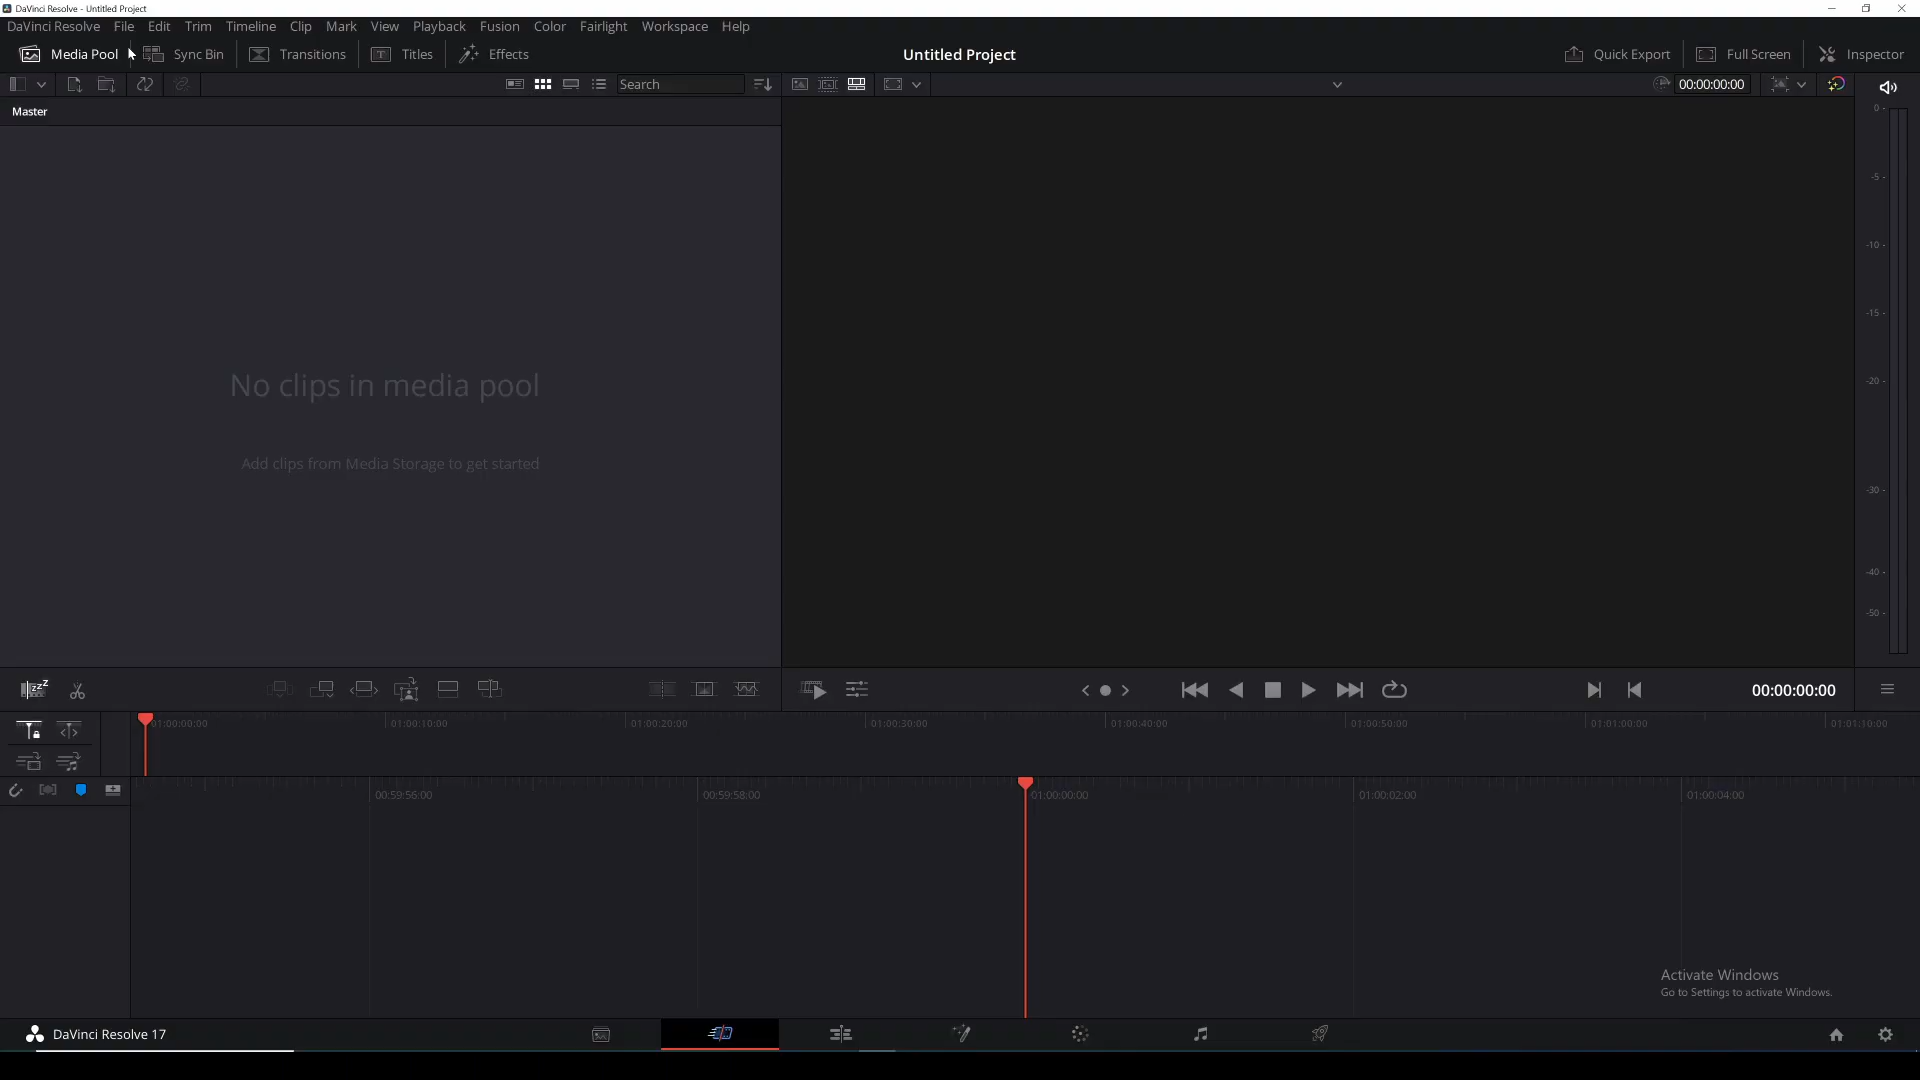 DaVinci Resolve - Untitled Project
DaVinci Resolve File Edit Trim Timeline Clip Mark View Playback Fusion Color Fairlight Workspace Help
Media Pool Sync Bin Transitions Titles Effects Untitled Project Quick Export Full Screen Inspector
Search 00:00:00:00
Master
0 -
-5 -
-10 -
-15 -
-20 -
-30 -
-40 -
-50 -
No clips in media pool
Add clips from Media Storage to get started
00:00:00:00
01:00:00:00 01:00:10:00 01:00:20:00 01:00:30:00 01:00:40:00 01:00:50:00 01:01:00:00 01:01:10:00
00:59:56:00 00:59:58:00 01:00:00:00 01:00:02:00 01:00:04:00
Activate Windows
Go to Settings to activate Windows.
DaVinci Resolve 17